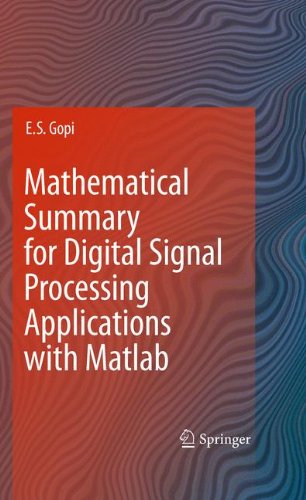 E.S. Gopi
Mathematical
Summary
for Digital Signal
Processing
Applications
with Matlab
Springer